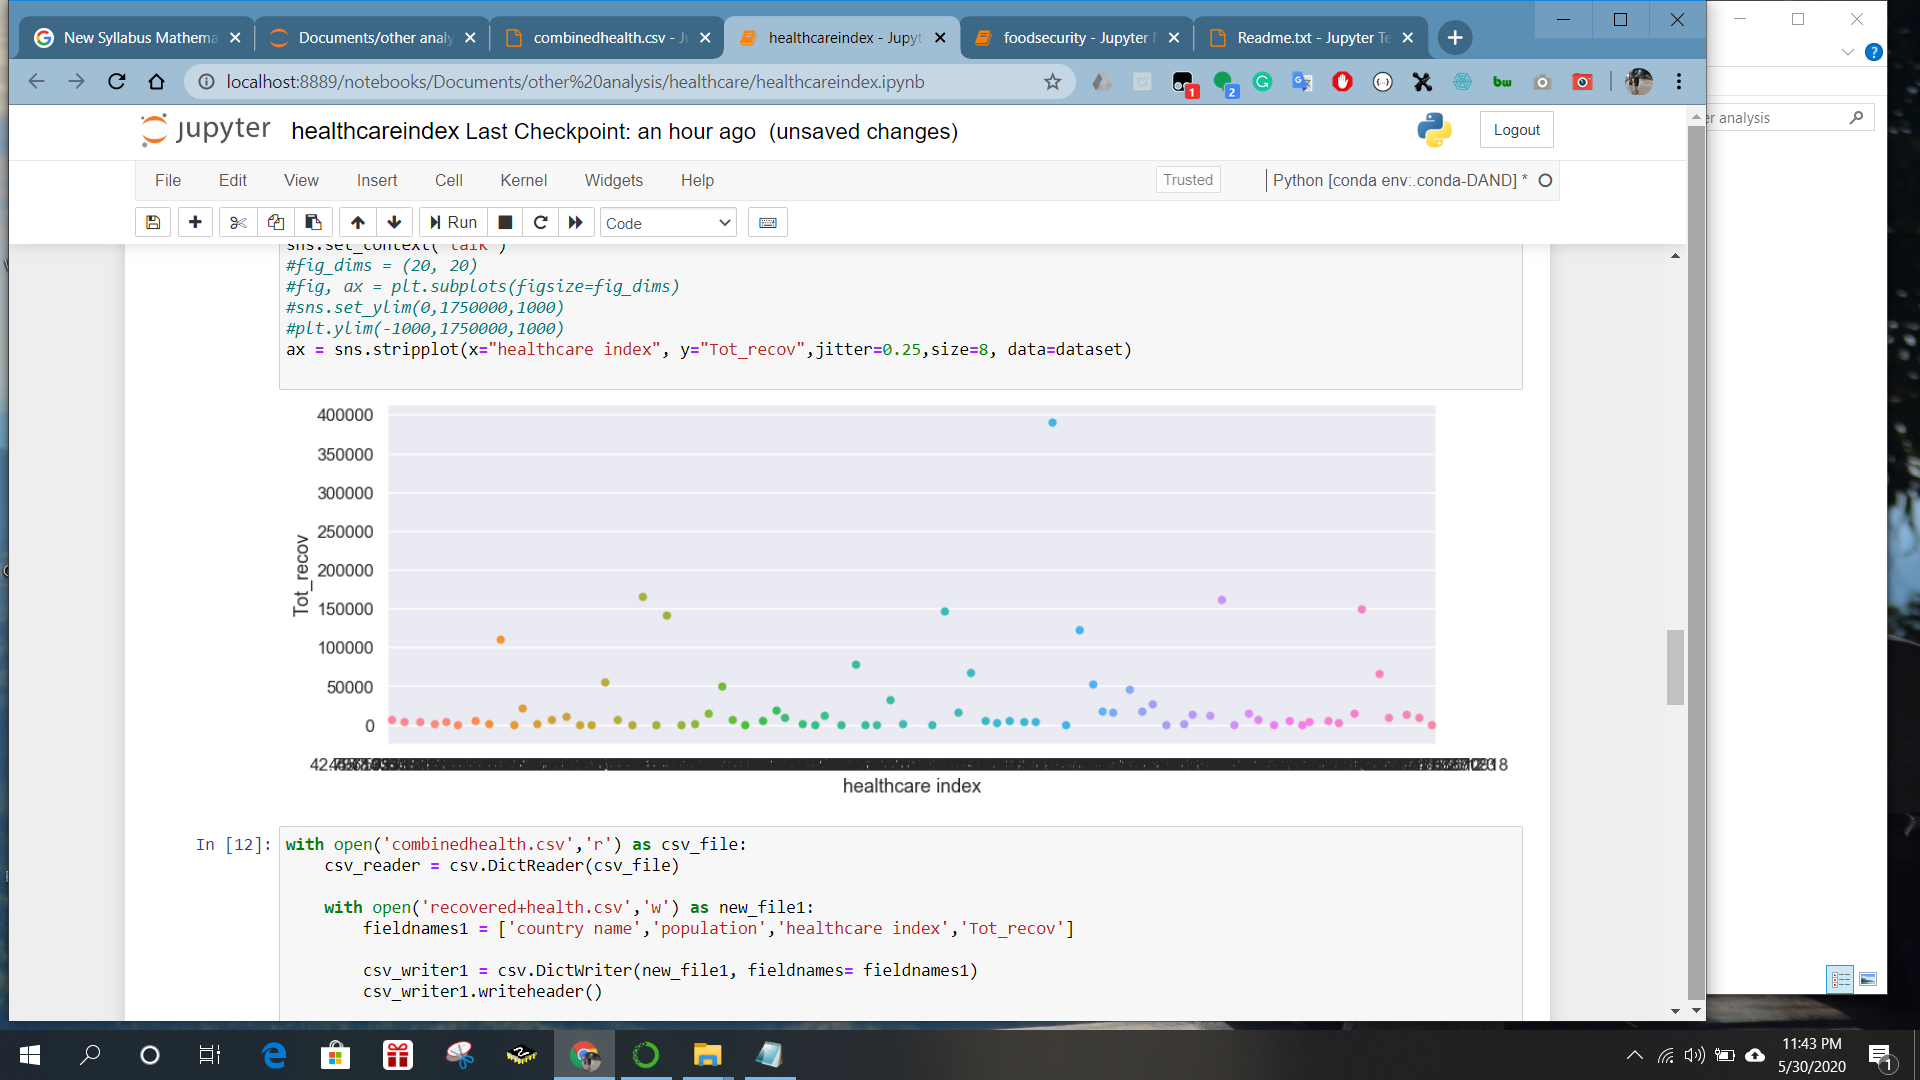 New Syllabus Mathema
Documents/other analy
combinedhealth.csv - Ju
healthcareindex - Jupyt
foodsecurity - Jupyter N
Readme.txt - Jupyter Te
localhost:8889/notebooks/Documents/other%20analysis/healthcare/healthcareindex.ipynb
1
2
bw
er analysis
jupyter healthcareindex Last Checkpoint: an hour ago (unsaved changes)
Logout
File Edit View Insert Cell Kernel Widgets Help
Trusted
Python [conda env:.conda-DAND] *
Run
Code
sns.set_context("talk")
#fig_dims = (20, 20)
#fig, ax = plt.subplots(figsize=fig_dims)
#sns.set_ylim(0,1750000,1000)
#plt.ylim(-1000,1750000,1000)
ax = sns.stripplot(x="healthcare index", y="Tot_recov",jitter=0.25,size=8, data=dataset)
400000
350000
300000
250000
200000
150000
100000
50000
0
Tot_recov
healthcare index
In [12]:
with open('combinedhealth.csv','r') as csv_file:
csv_reader = csv.DictReader(csv_file)
with open('recovered+health.csv','w') as new_file1:
fieldnames1 = ['country name','population','healthcare index','Tot_recov']
csv_writer1 = csv.DictWriter(new_file1, fieldnames= fieldnames1)
csv_writer1.writeheader()
11:43 PM
5/30/2020
1